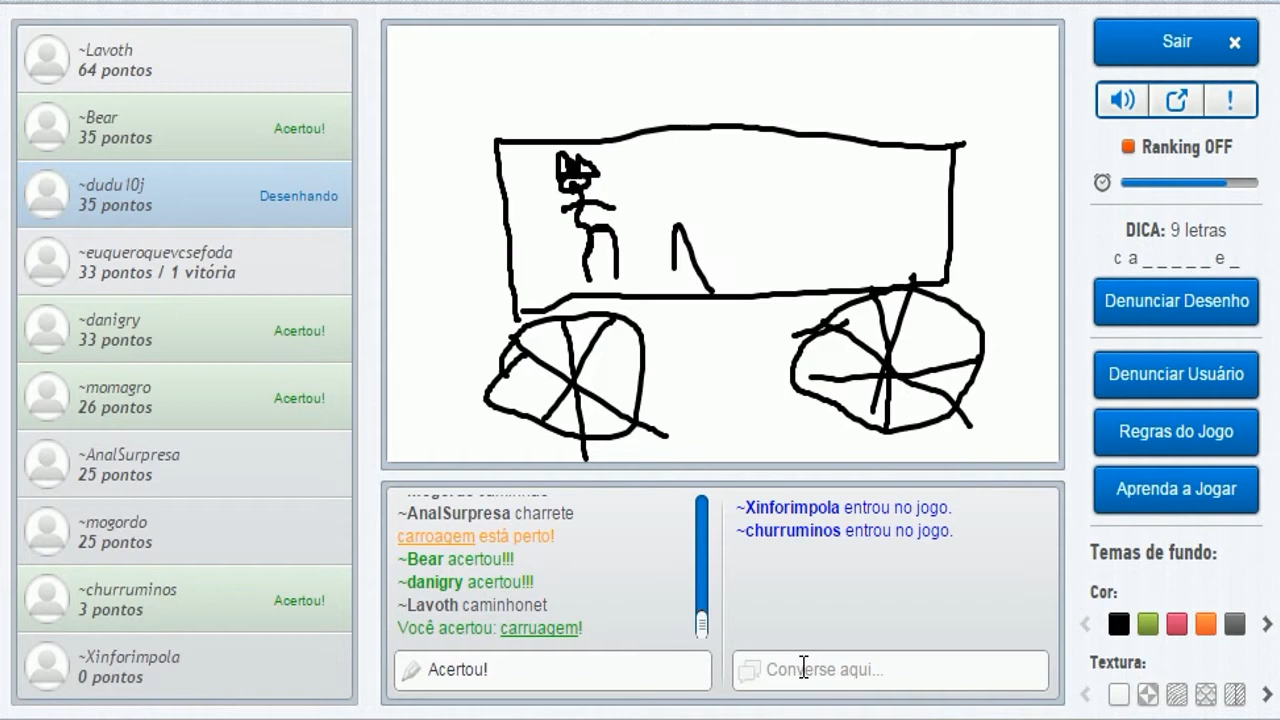 ~Lavoth
64 pontos
~Bear
35 pontos
Acertou!
~dudu10j
35 pontos
Desenhando
~euqueroquevcsefoda
33 pontos / 1 vitória
~danigry
33 pontos
Acertou!
~momagro
26 pontos
Acertou!
~AnalSurpresa
25 pontos
~mogordo
25 pontos
~churruminos
3 pontos
Acertou!
~Xinforimpola
0 pontos
~AnalSurpresa charrete
carroagem está perto!
~Bear acertou!!!
~danigry acertou!!!
~Lavoth caminhonet
Você acertou: carruagem!
Acertou!
~Xinforimpola entrou no jogo.
~churruminos entrou no jogo.
Converse aqui...
Sair
!
Ranking OFF
DICA: 9 letras
c a _ _ _ _ _ e _
Denunciar Desenho
Denunciar Usuário
Regras do Jogo
Aprenda a Jogar
Temas de fundo:
Cor:
Textura: